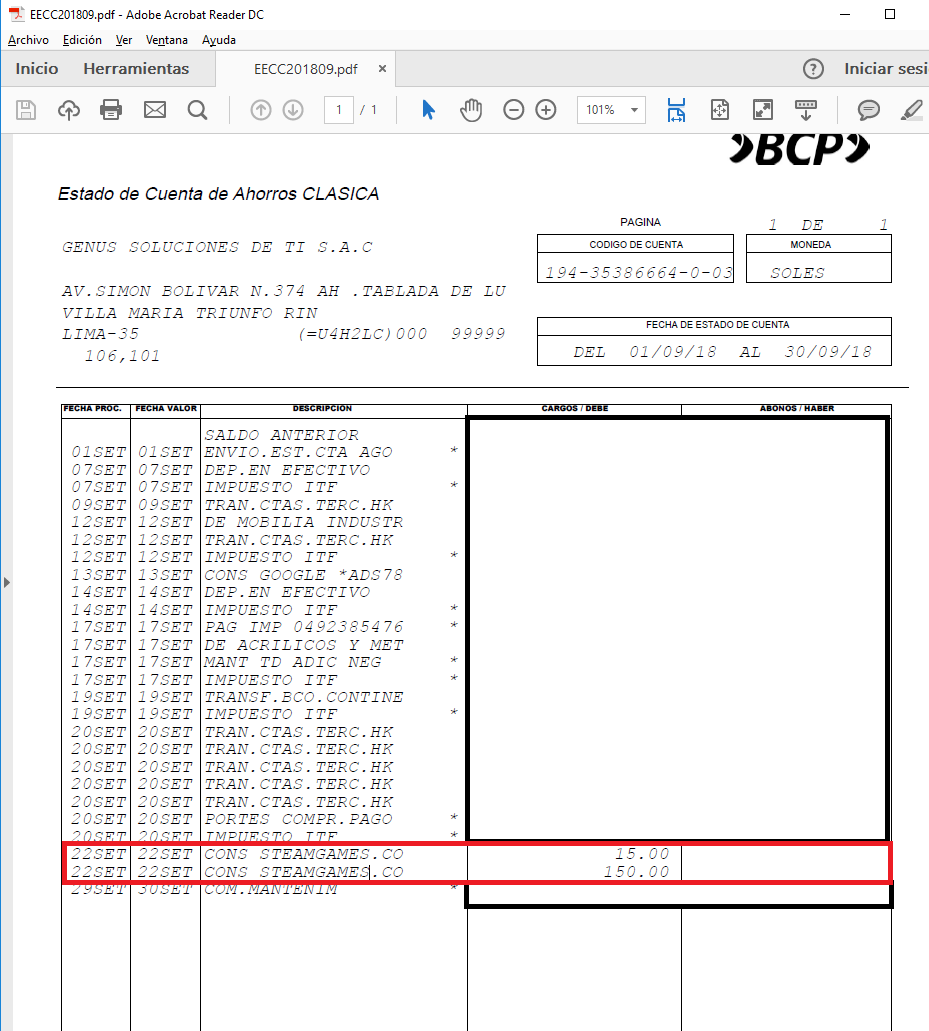 EECC201809.pdf - Adobe Acrobat Reader DC
Archivo Edición Ver Ventana Ayuda
Inicio Herramientas EECC201809.pdf × ? Iniciar sesi
1 / 1 101%
BCP
Estado de Cuenta de Ahorros CLASICA
PAGINA 1 DE 1
GENUS SOLUCIONES DE TI S.A.C
CODIGO DE CUENTA MONEDA
194-35386664-0-03 SOLES
AV.SIMON BOLIVAR N.374 AH .TABLADA DE LU
VILLA MARIA TRIUNFO RIN
FECHA DE ESTADO DE CUENTA
LIMA-35 (=U4H2LC)000 99999
DEL 01/09/18 AL 30/09/18
106,101
FECHA PROC. FECHA VALOR DESCRIPCION CARGOS / DEBE ABONOS / HABER
SALDO ANTERIOR
01SET 01SET ENVIO.EST.CTA AGO *
07SET 07SET DEP.EN EFECTIVO
07SET 07SET IMPUESTO ITF *
09SET 09SET TRAN.CTAS.TERC.HK
12SET 12SET DE MOBILIA INDUSTR
12SET 12SET TRAN.CTAS.TERC.HK
12SET 12SET IMPUESTO ITF *
13SET 13SET CONS GOOGLE *ADS78
14SET 14SET DEP.EN EFECTIVO
14SET 14SET IMPUESTO ITF *
17SET 17SET PAG IMP 0492385476 *
17SET 17SET DE ACRILICOS Y MET
17SET 17SET MANT TD ADIC NEG *
17SET 17SET IMPUESTO ITF *
19SET 19SET TRANSF.BCO.CONTINE
19SET 19SET IMPUESTO ITF *
20SET 20SET TRAN.CTAS.TERC.HK
20SET 20SET TRAN.CTAS.TERC.HK
20SET 20SET TRAN.CTAS.TERC.HK
20SET 20SET TRAN.CTAS.TERC.HK
20SET 20SET TRAN.CTAS.TERC.HK
20SET 20SET PORTES COMPR.PAGO *
20SET 20SET IMPUESTO ITF *
22SET 22SET CONS STEAMGAMES.CO 15.00
22SET 22SET CONS STEAMGAMES.CO 150.00
29SET 30SET COM.MANTENIM *